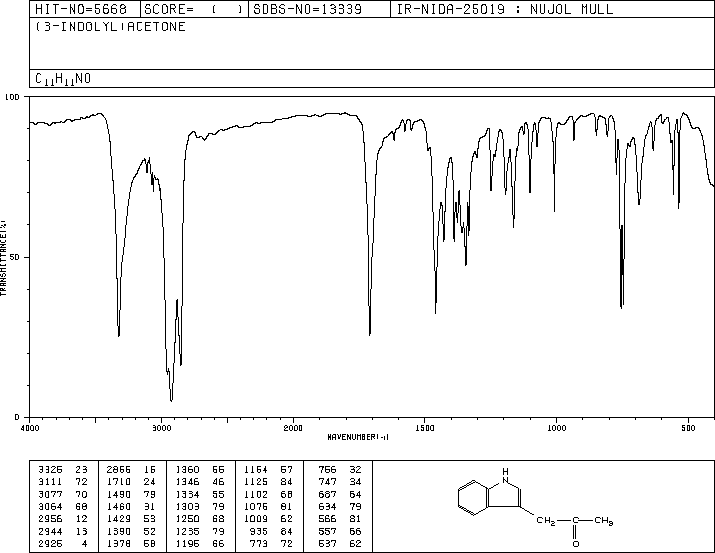 HIT-NO=5668 SCORE= ( ) SDBS-NO=13339 IR-NIDA-25019 : NUJOL MULL
(3-INDOLYL)ACETONE
C11H11NO
100
TRANSMITTANCE(%)
50
0
4000 3000 2000 1500 1000 500
WAVENUMBER(-1)
3325 23 2866 16 1360 55 1164 57 756 32
3111 72 1710 24 1346 46 1125 84 747 34
3077 70 1490 79 1334 55 1102 68 687 64
3064 68 1460 31 1303 79 1076 81 634 79
2956 12 1429 53 1250 68 1009 62 566 81
2944 13 1390 52 1235 79 935 84 557 66
2925 4 1378 58 1195 66 773 72 537 62
H
N
CH2 C CH3
O